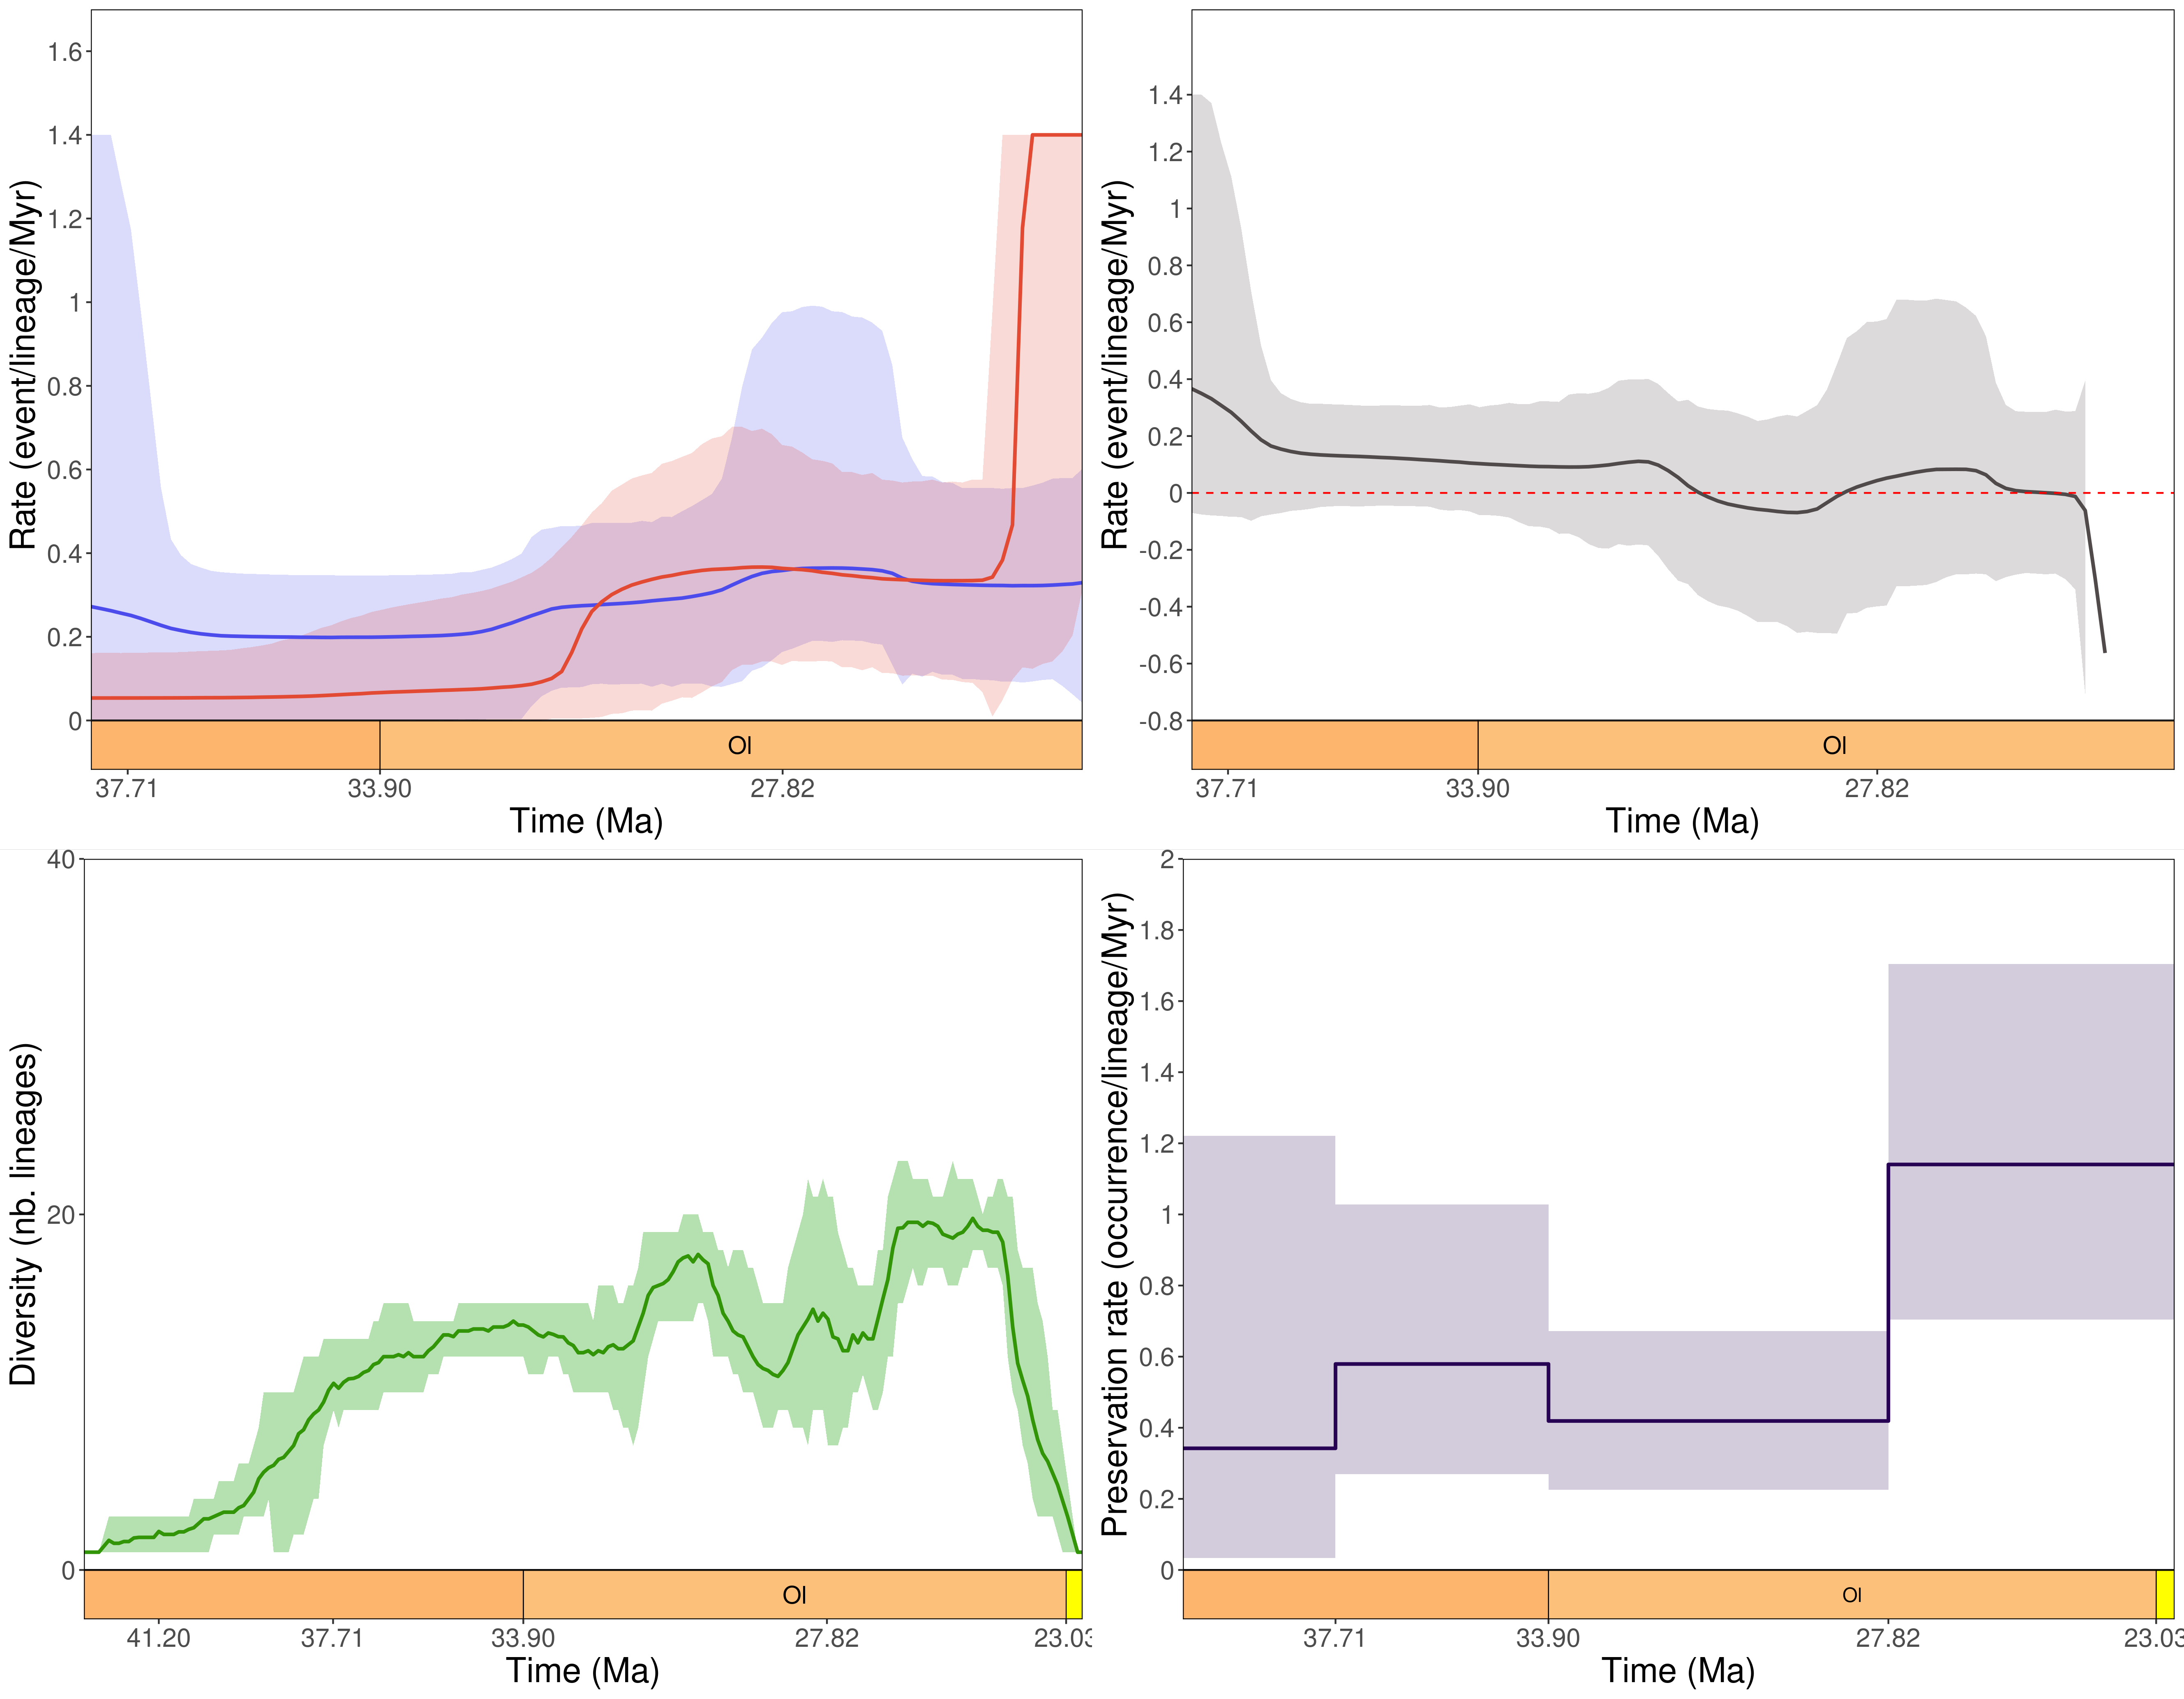 Rate (event/lineage/Myr)
1.6
1.4
1.2
1
0.8
0.6
0.4
0.2
0
Ol
37.71 33.90 27.82
Time (Ma)
Rate (event/lineage/Myr)
1.4
1.2
1
0.8
0.6
0.4
0.2
0
-0.2
-0.4
-0.6
-0.8
Ol
37.71 33.90 27.82
Time (Ma)
Diversity (nb. lineages)
40
20
0
Ol
41.20 37.71 33.90 27.82 23.03
Time (Ma)
Preservation rate (occurrence/lineage/Myr)
2
1.8
1.6
1.4
1.2
1
0.8
0.6
0.4
0.2
0
Ol
37.71 33.90 27.82 23.03
Time (Ma)